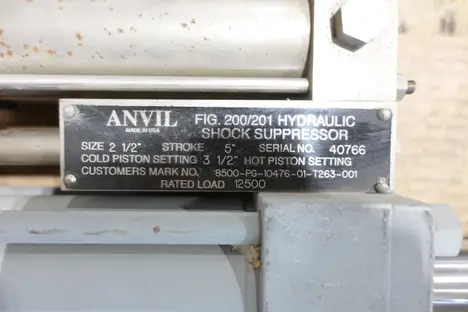 ANVIL FIG. 200/201 HYDRAULIC
MADE IN USA SHOCK SUPPRESSOR
SIZE 2 1/2" STROKE 5" SERIAL NO. 40766
COLD PISTON SETTING 3 1/2" HOT PISTON SETTING
CUSTOMERS MARK NO. 8500-PG-10476-01-T263-001
RATED LOAD 12500